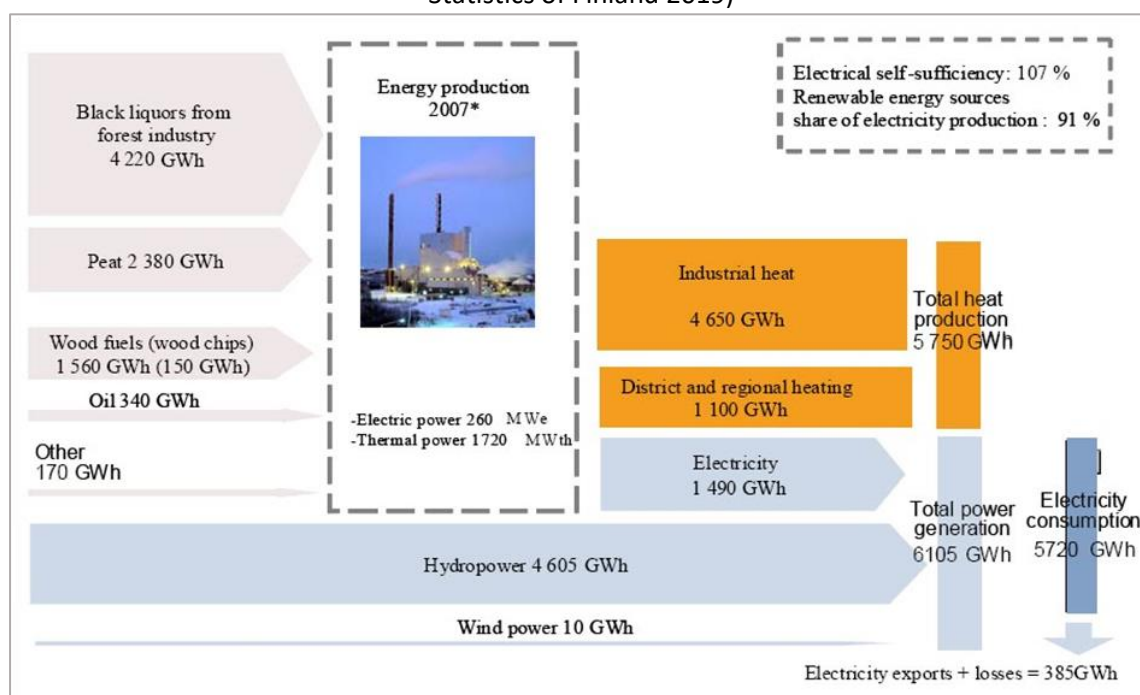 Statistics of Finland 2015)
Black liquors from
forest industry
4 220 GWh
Peat 2 380 GWh
Wood fuels (wood chips)
1 560 GWh (150 GWh)
Oil 340 GWh
Other
170 GWh
Energy production
2007*
-Electric power 260 MWe
-Thermal power 1720 MWth
Electrical self-sufficiency: 107 %
Renewable energy sources
share of electricity production : 91 %
Industrial heat
4 650 GWh
District and regional heating
1 100 GWh
Electricity
1 490 GWh
Total heat
production
5 750 GWh
Total power
generation
6105 GWh
Electricity
consumption
5720 GWh
Hydropower 4 605 GWh
Wind power 10 GWh
Electricity exports + losses = 385GWh